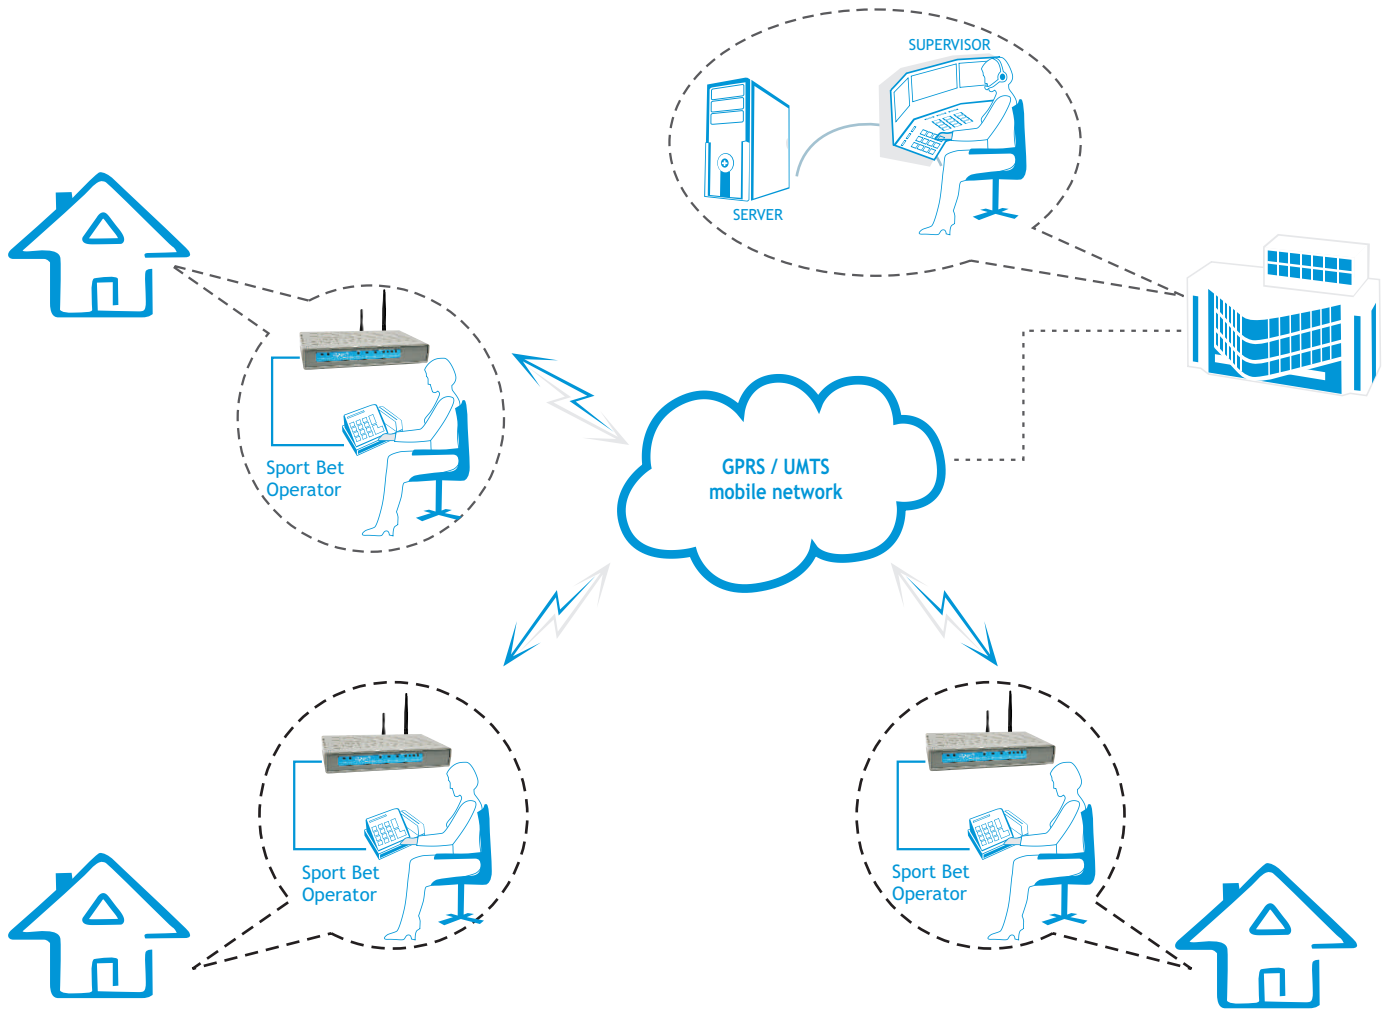 SUPERVISOR
SERVER
Sport Bet
Operator
GPRS / UMTS
mobile network
Sport Bet
Operator
Sport Bet
Operator